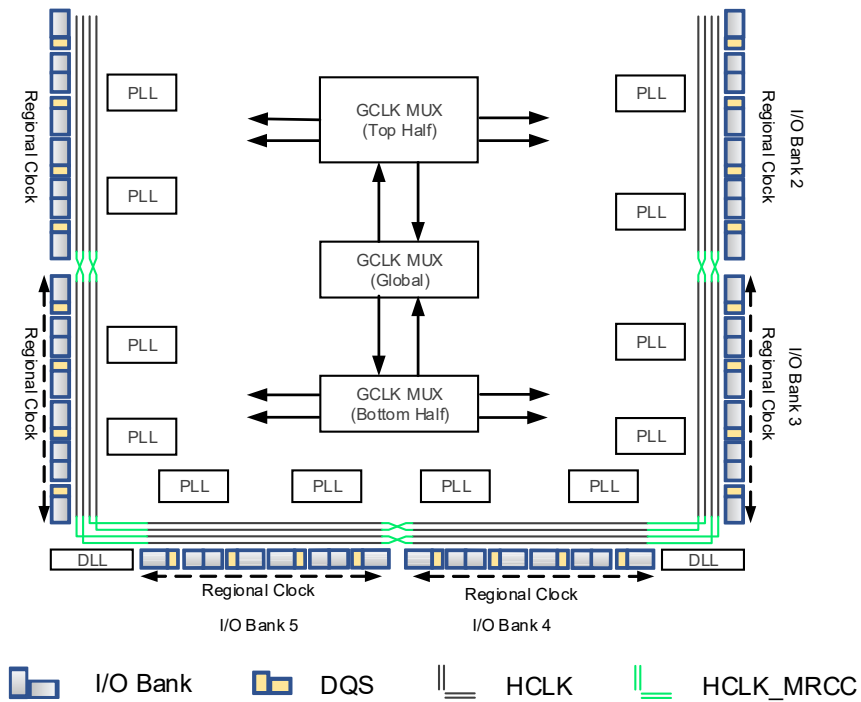 PLL
GCLK MUX
(Top Half)
PLL
Regional Clock
Regional Clock
I/O Bank 2
PLL
PLL
GCLK MUX
(Global)
PLL
PLL
Regional Clock
Regional Clock
I/O Bank 3
GCLK MUX
(Bottom Half)
PLL
PLL
PLL
PLL
PLL
PLL
DLL
DLL
Regional Clock
Regional Clock
I/O Bank 5
I/O Bank 4
I/O Bank
DQS
HCLK
HCLK_MRCC